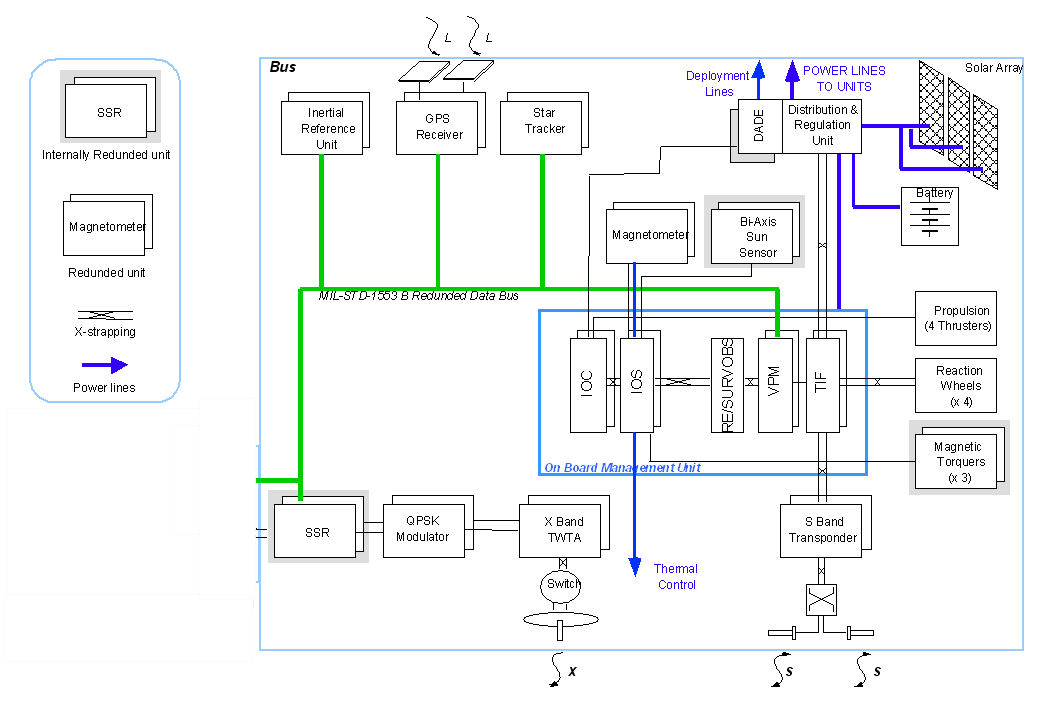 L
L
Bus
SSR
Internally Redunded unit
Magnetometer
Redunded unit
X-strapping
Power lines
Inertial
Reference
Unit
GPS
Receiver
Star
Tracker
Deployment
Lines
POWER LINES
TO UNITS
Solar Array
DADE
Distribution &
Regulation
Unit
Battery
Magnetometer
Bi-Axis
Sun
Sensor
MIL-STD-1553 B Redunded Data Bus
Propulsion
(4 Thrusters)
IOC
IOS
RE/SURVOBS
VPM
TIF
Reaction
Wheels
(x 4)
On Board Management Unit
Magnetic
Torquers
(x 3)
SSR
QPSK
Modulator
X Band
TWTA
S Band
Transponder
Thermal
Control
Switch
X
S
S